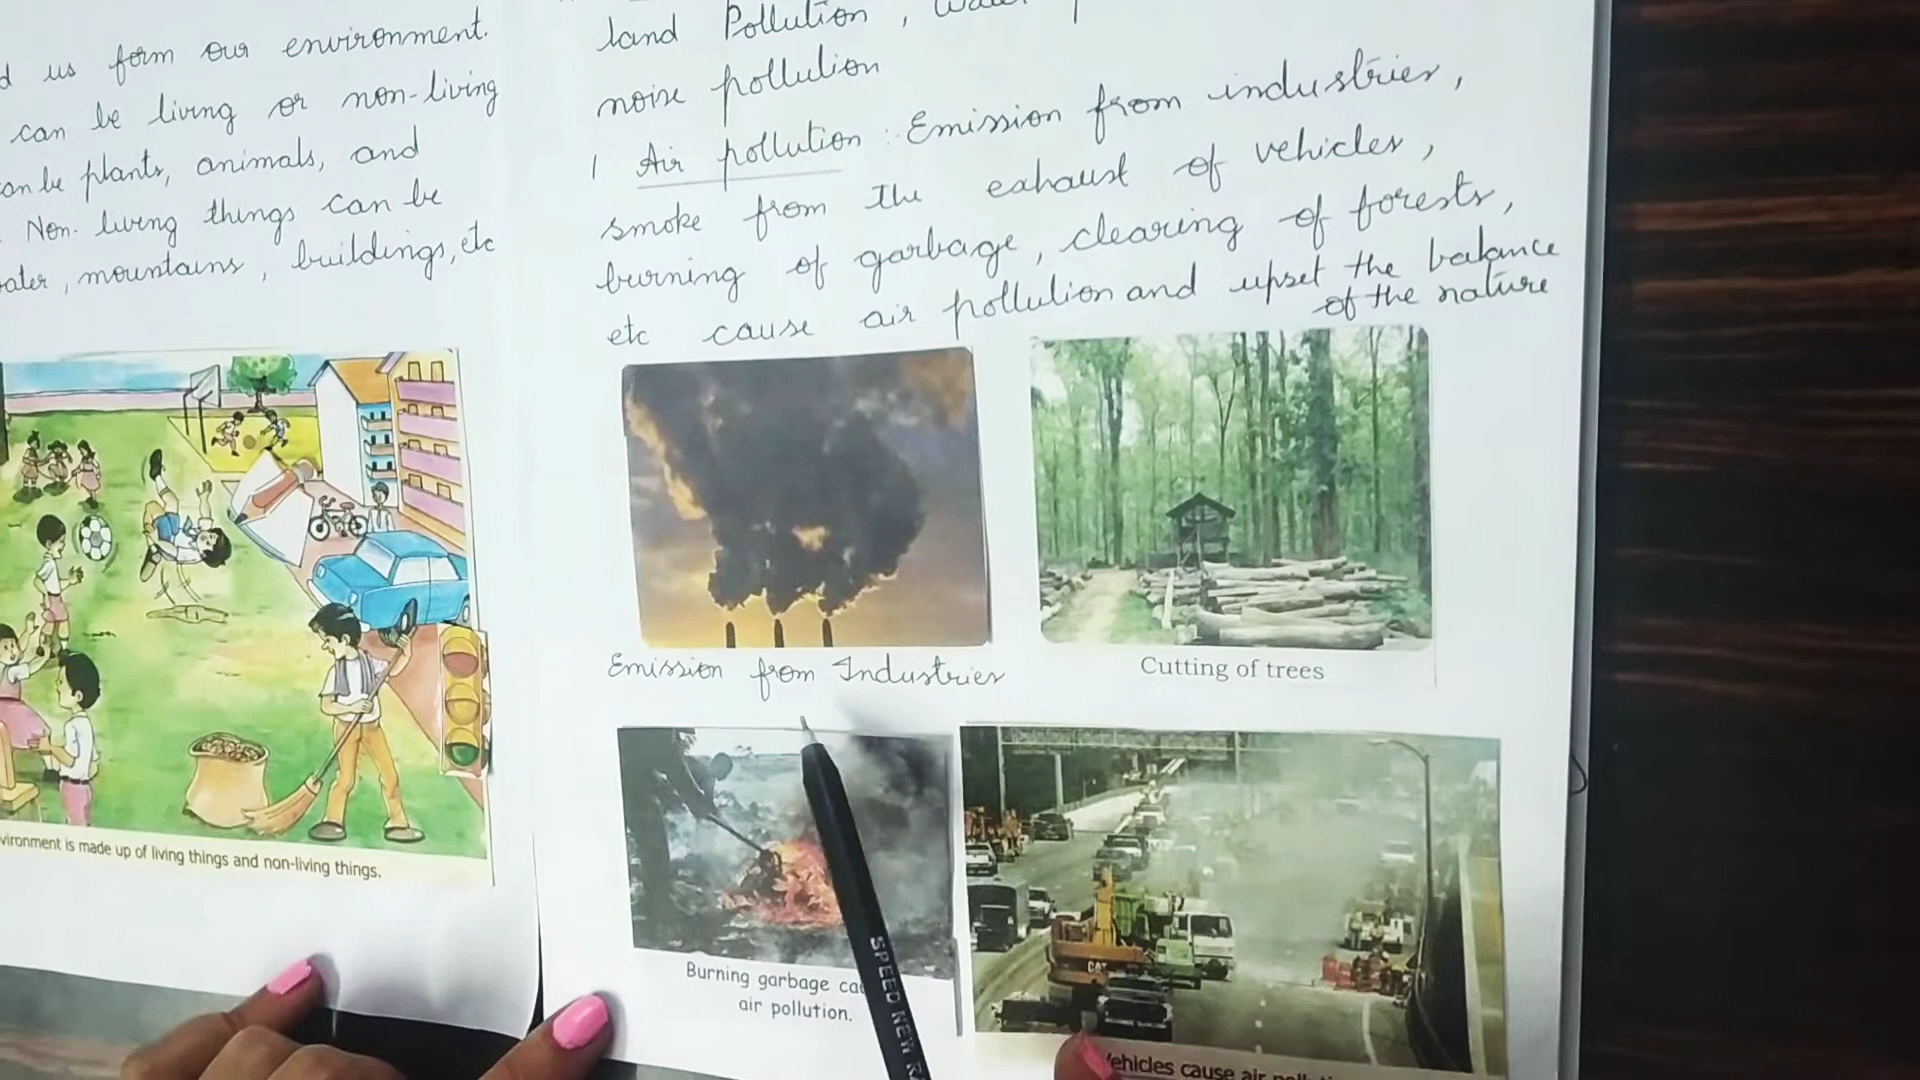 us form our environment.
can be living or non-living
can be plants, animals, and
Non-living things can be
water, mountains, buildings, etc
vironment is made up of living things and non-living things.
land Pollution,
noise pollution
1 Air pollution : Emission from industries,
smoke from the exhaust of vehicles,
burning of garbage, clearing of forests,
etc cause air pollution and upset the balance
of the nature
Emission from Industries
Cutting of trees
Burning garbage
air pollution.
CAT
SPEED NEW
Vehicles cause air